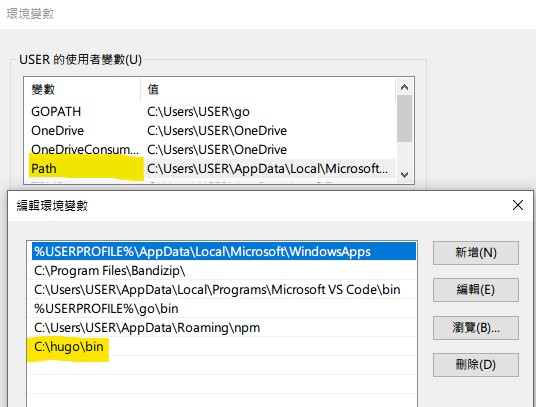 環境變數
USER 的使用者變數(U)
變數 值
GOPATH C:\Users\USER\go
OneDrive C:\Users\USER\OneDrive
OneDriveConsum... C:\Users\USER\OneDrive
Path C:\Users\USER\AppData\Local\Microsoft...
編輯環境變數
%USERPROFILE%\AppData\Local\Microsoft\WindowsApps
新增(N)
C:\Program Files\Bandizip\
C:\Users\USER\AppData\Local\Programs\Microsoft VS Code\bin
編輯(E)
%USERPROFILE%\go\bin
C:\Users\USER\AppData\Roaming\npm
瀏覽(B)...
C:\hugo\bin
刪除(D)